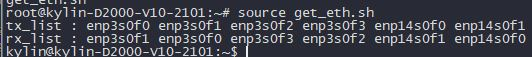 get_eth.sh
root@kylin-D2000-V10-2101:~# source get_eth.sh
rx_list : enp3s0f0 enp3s0f1 enp3s0f2 enp3s0f3 enp14s0f0 enp14s0f1
rx_list : enp3s0f1 enp3s0f0 enp3s0f3 enp3s0f2 enp14s0f1 enp14s0f0
kylin@kylin-D2000-V10-2101:~$